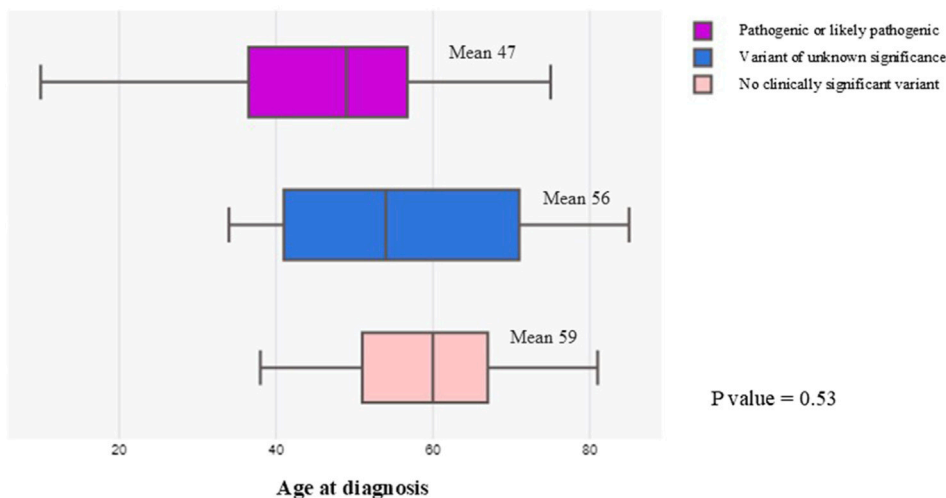 Mean 47
Mean 56
Mean 59
Pathogenic or likely pathogenic
Variant of unknown significance
No clinically significant variant
P value = 0.53
20 40 60 80
Age at diagnosis